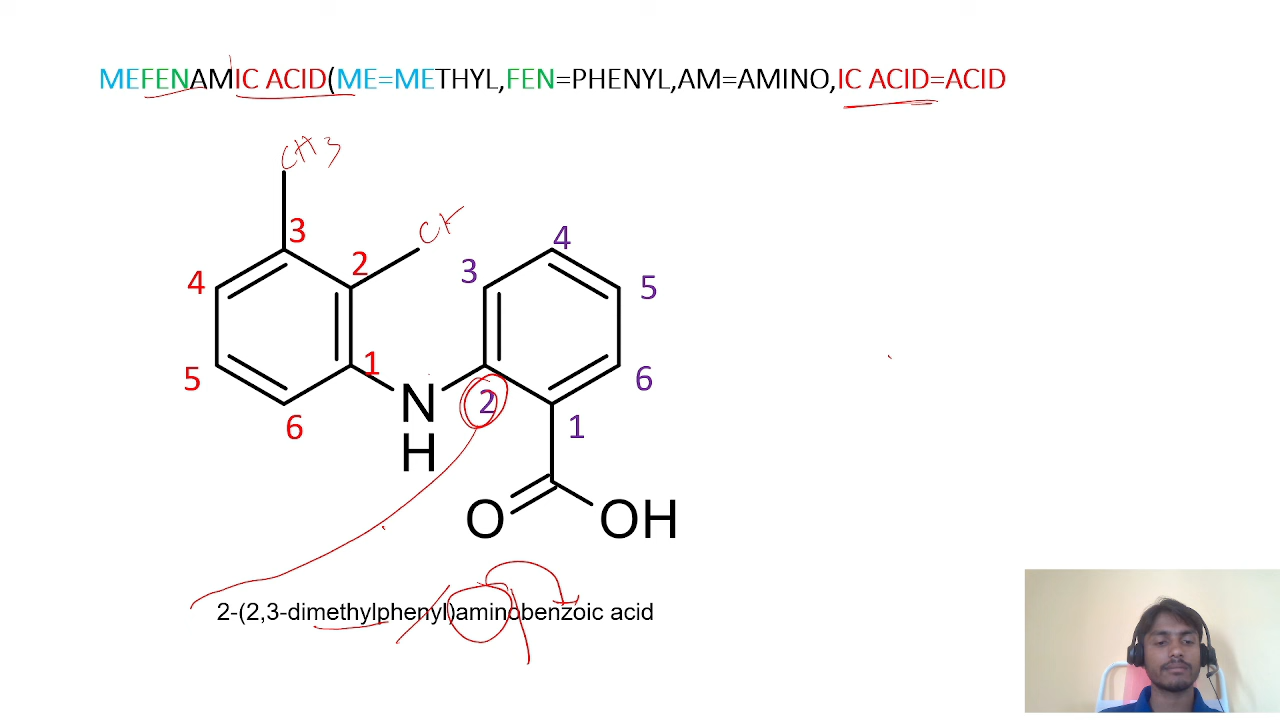 MEFENAMIC ACID(ME=METHYL,FEN=PHENYL,AM=AMINO,IC ACID=ACID
CH3
CH
3
2
4
1
5
6
4
3
5
2
6
1
N
H
O
OH
2-(2,3-dimethylphenyl)aminobenzoic acid